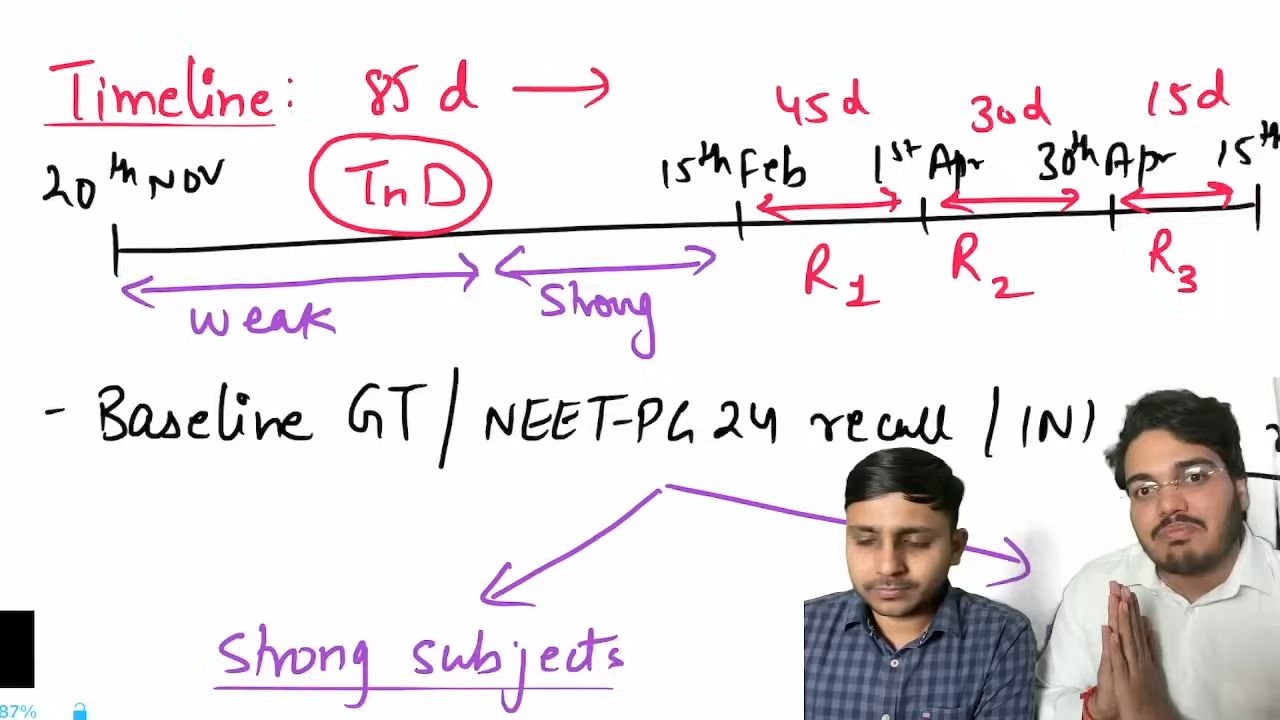 Timeline: 85 d →
45 d 30 d 15 d
20th NOV TnD 15th Feb 1st Apr 30th Apr 15th
weak strong R1 R2 R3
- Baseline GT / NEET-PG 24 recall / INI
Strong subjects
87%